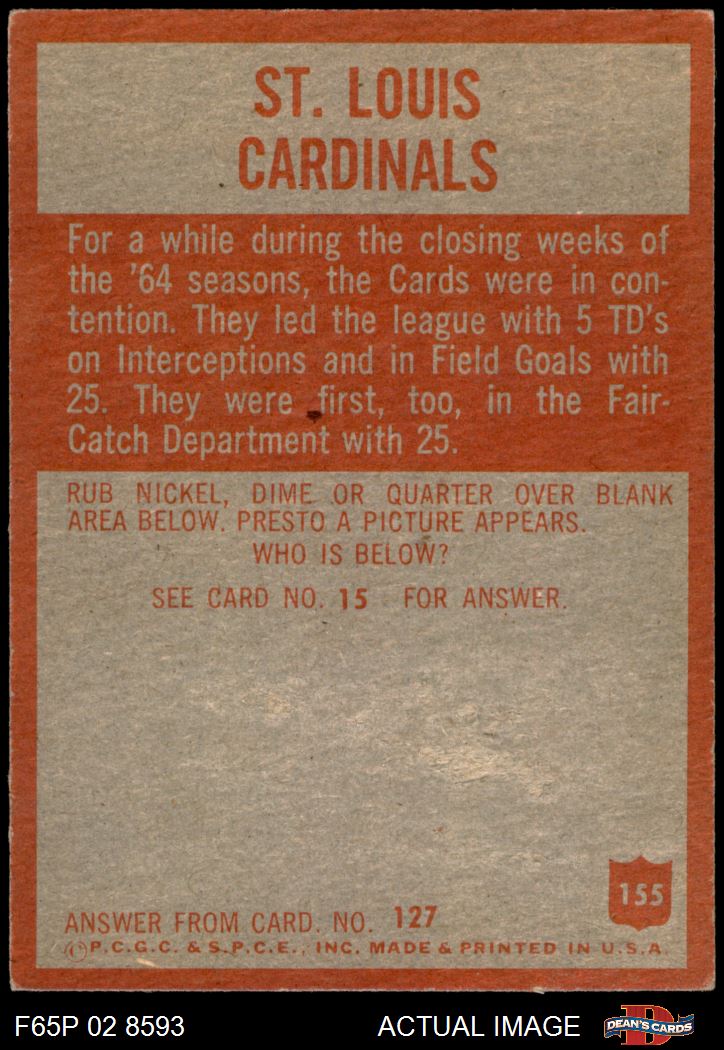 ST. LOUIS
CARDINALS
For a while during the closing weeks of
the '64 seasons, the Cards were in con-
tention. They led the league with 5 TD's
on Interceptions and in Field Goals with
25. They were first, too, in the Fair-
Catch Department with 25.
RUB NICKEL, DIME OR QUARTER OVER BLANK
AREA BELOW. PRESTO A PICTURE APPEARS.
WHO IS BELOW?
SEE CARD NO. 15 FOR ANSWER.
155
ANSWER FROM CARD. NO. 127
©P.C.G.C. & S.P.C.E., INC. MADE & PRINTED IN U.S.A.
F65P 02 8593
ACTUAL IMAGE
D
DEAN'S CARDS